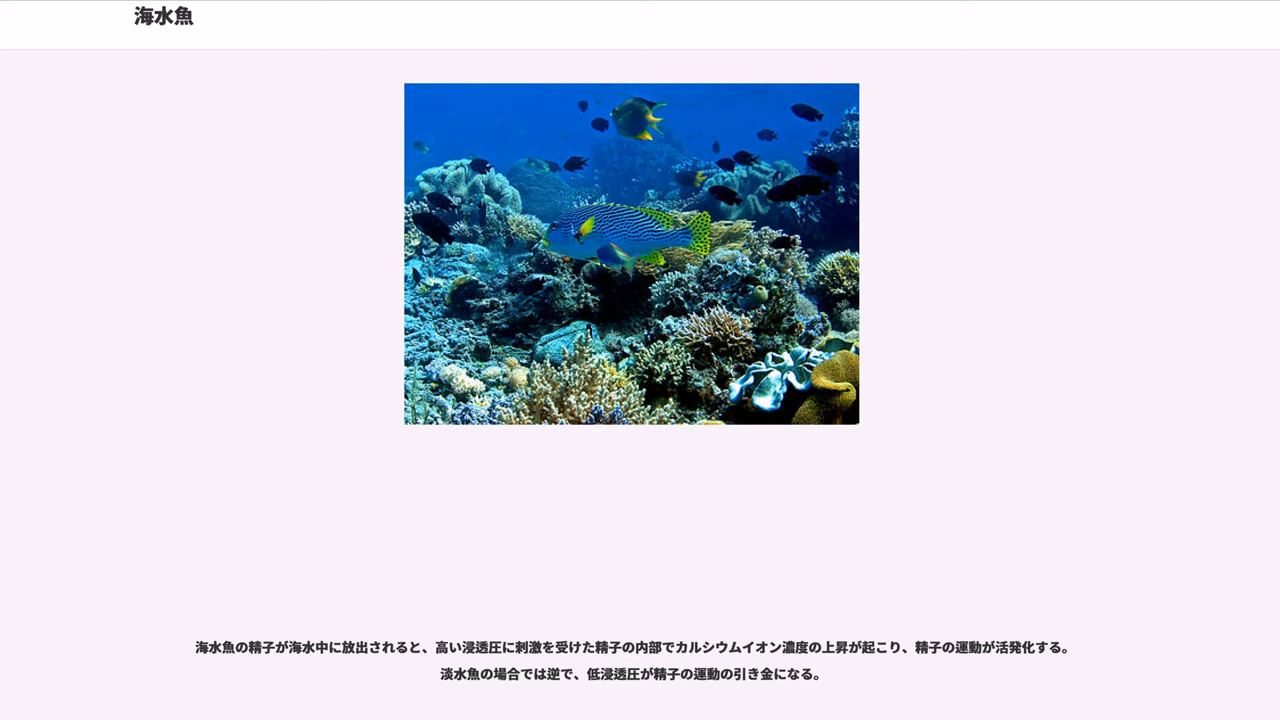 海水魚
海水魚の精子が海水中に放出されると、高い浸透圧に刺激を受けた精子の内部でカルシウムイオン濃度の上昇が起こり、精子の運動が活発化する。
淡水魚の場合では逆で、低浸透圧が精子の運動の引き金になる。